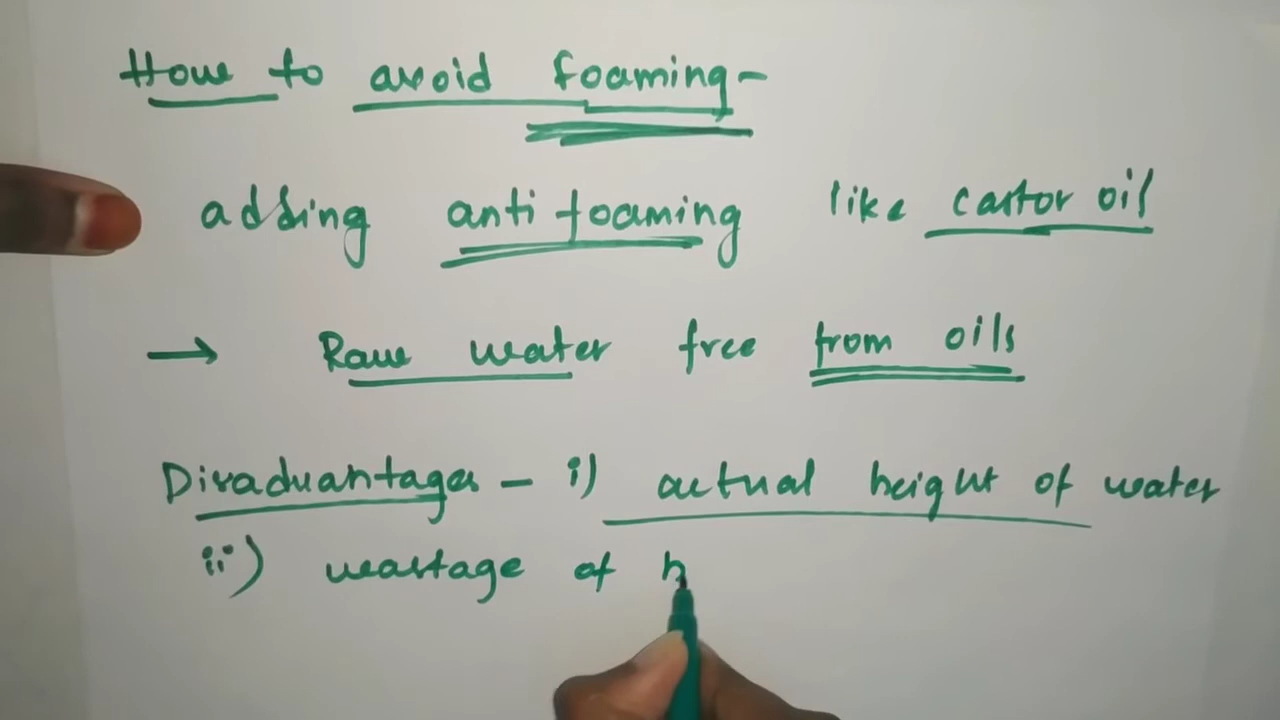 How to avoid foaming-
adding anti foaming like castor oil
→ Raw water free from oils
Disadvantages - i) actual height of water
ii) wastage of h